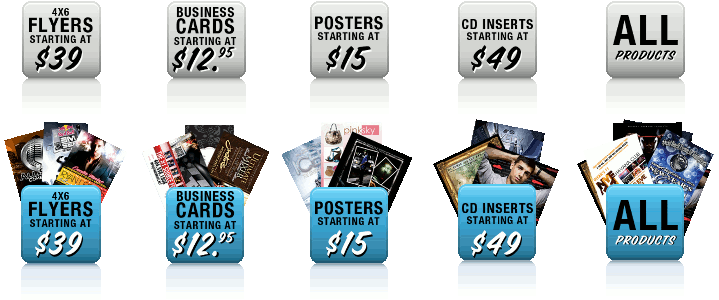 4X6
FLYERS
STARTING AT
$39
BUSINESS
CARDS
STARTING AT
$12.95
POSTERS
STARTING AT
$15
CD INSERTS
STARTING AT
$49
ALL
PRODUCTS
pinksky
4X6
FLYERS
STARTING AT
$39
BUSINESS
CARDS
STARTING AT
$12.95
POSTERS
STARTING AT
$15
CD INSERTS
STARTING AT
$49
ALL
PRODUCTS